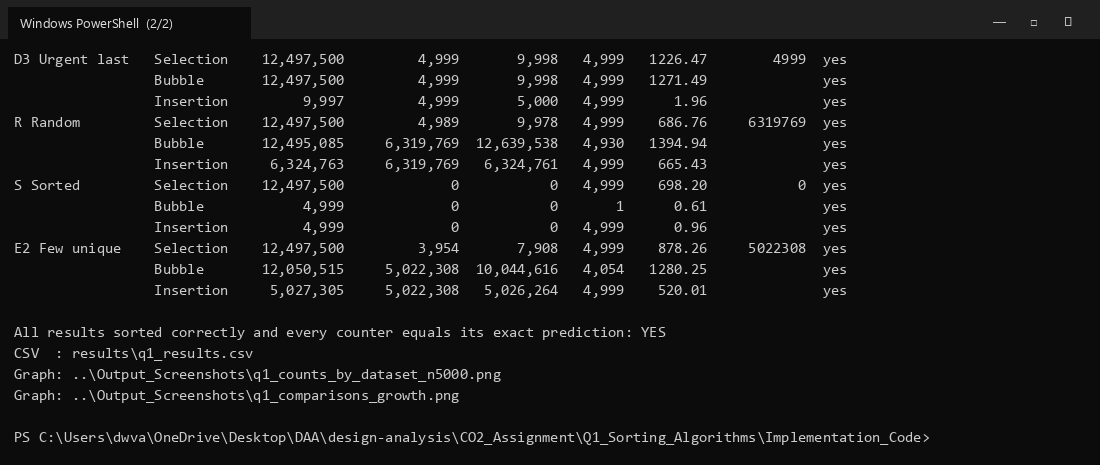 Windows PowerShell (2/2)
D3 Urgent last Selection 12,497,500 4,999 9,998 4,999 1226.47 4999 yes
Bubble 12,497,500 4,999 9,998 4,999 1271.49 yes
Insertion 9,997 4,999 5,000 4,999 1.96 yes
R Random Selection 12,497,500 4,989 9,978 4,999 686.76 6319769 yes
Bubble 12,495,085 6,319,769 12,639,538 4,930 1394.94 yes
Insertion 6,324,763 6,319,769 6,324,761 4,999 665.43 yes
S Sorted Selection 12,497,500 0 0 4,999 698.20 0 yes
Bubble 4,999 0 0 1 0.61 yes
Insertion 4,999 0 0 4,999 0.96 yes
E2 Few unique Selection 12,497,500 3,954 7,908 4,999 878.26 5022308 yes
Bubble 12,050,515 5,022,308 10,044,616 4,054 1280.25 yes
Insertion 5,027,305 5,022,308 5,026,264 4,999 520.01 yes
All results sorted correctly and every counter equals its exact prediction: YES
CSV : results\q1_results.csv
Graph: ..\Output_Screenshots\q1_counts_by_dataset_n5000.png
Graph: ..\Output_Screenshots\q1_comparisons_growth.png
PS C:\Users\dwva\OneDrive\Desktop\DAA\design-analysis\CO2_Assignment\Q1_Sorting_Algorithms\Implementation_Code>